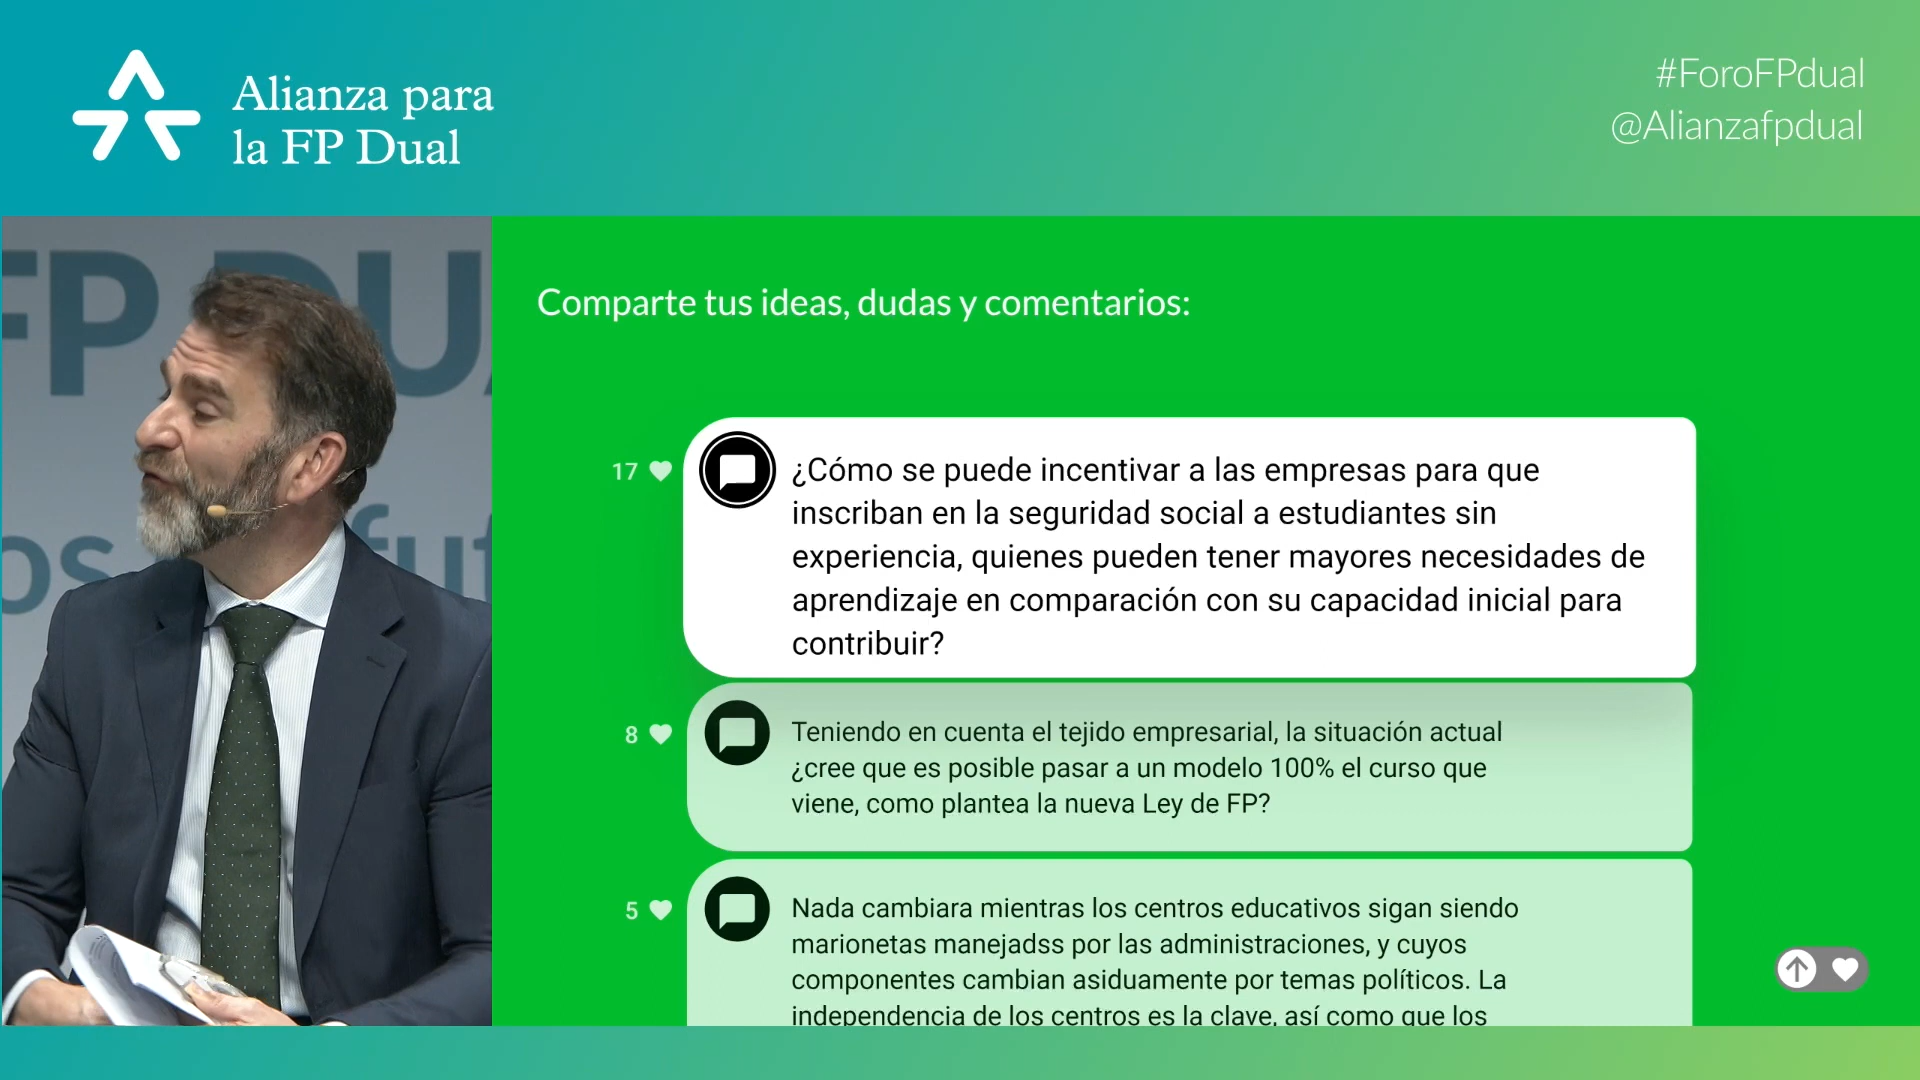 Alianza para
la FP Dual
#ForoFPdual
@Alianzafpdual
FP DUA
os fut
Comparte tus ideas, dudas y comentarios:
17
¿Cómo se puede incentivar a las empresas para que
inscriban en la seguridad social a estudiantes sin
experiencia, quienes pueden tener mayores necesidades de
aprendizaje en comparación con su capacidad inicial para
contribuir?
8
Teniendo en cuenta el tejido empresarial, la situación actual
¿cree que es posible pasar a un modelo 100% el curso que
viene, como plantea la nueva Ley de FP?
5
Nada cambiara mientras los centros educativos sigan siendo
marionetas manejadss por las administraciones, y cuyos
componentes cambian asiduamente por temas políticos. La
independencia de los centros es la clave, así como que los